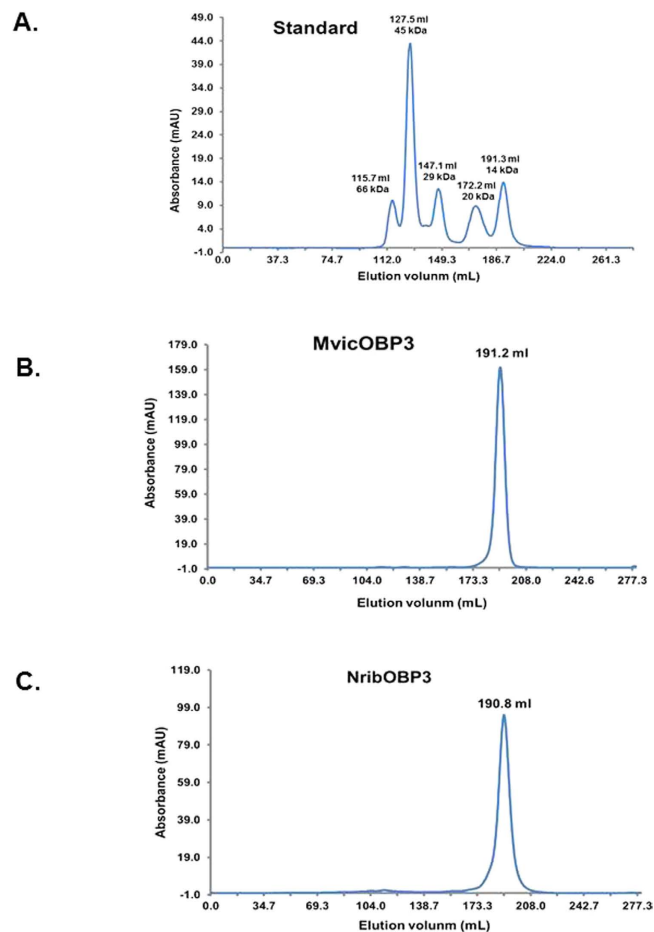 A.
Standard
127.5 ml
45 kDa
115.7 ml
66 kDa
147.1 ml
29 kDa
172.2 ml
20 kDa
191.3 ml
14 kDa
Absorbance (mAU)
49.0
44.0
39.0
34.0
29.0
24.0
19.0
14.0
9.0
4.0
-1.0
0.0 37.3 74.7 112.0 149.3 186.7 224.0 261.3
Elution volunm (mL)
B.
MvicOBP3
191.2 ml
Absorbance (mAU)
179.0
159.0
139.0
119.0
99.0
79.0
59.0
39.0
19.0
-1.0
0.0 34.7 69.3 104.0 138.7 173.3 208.0 242.6 277.3
Elution volunm (mL)
C.
NribOBP3
190.8 ml
Absorbance (mAU)
119.0
99.0
79.0
59.0
39.0
19.0
-1.0
0.0 34.7 69.3 104.0 138.7 173.3 208.0 242.6 277.3
Elution volunm (mL)